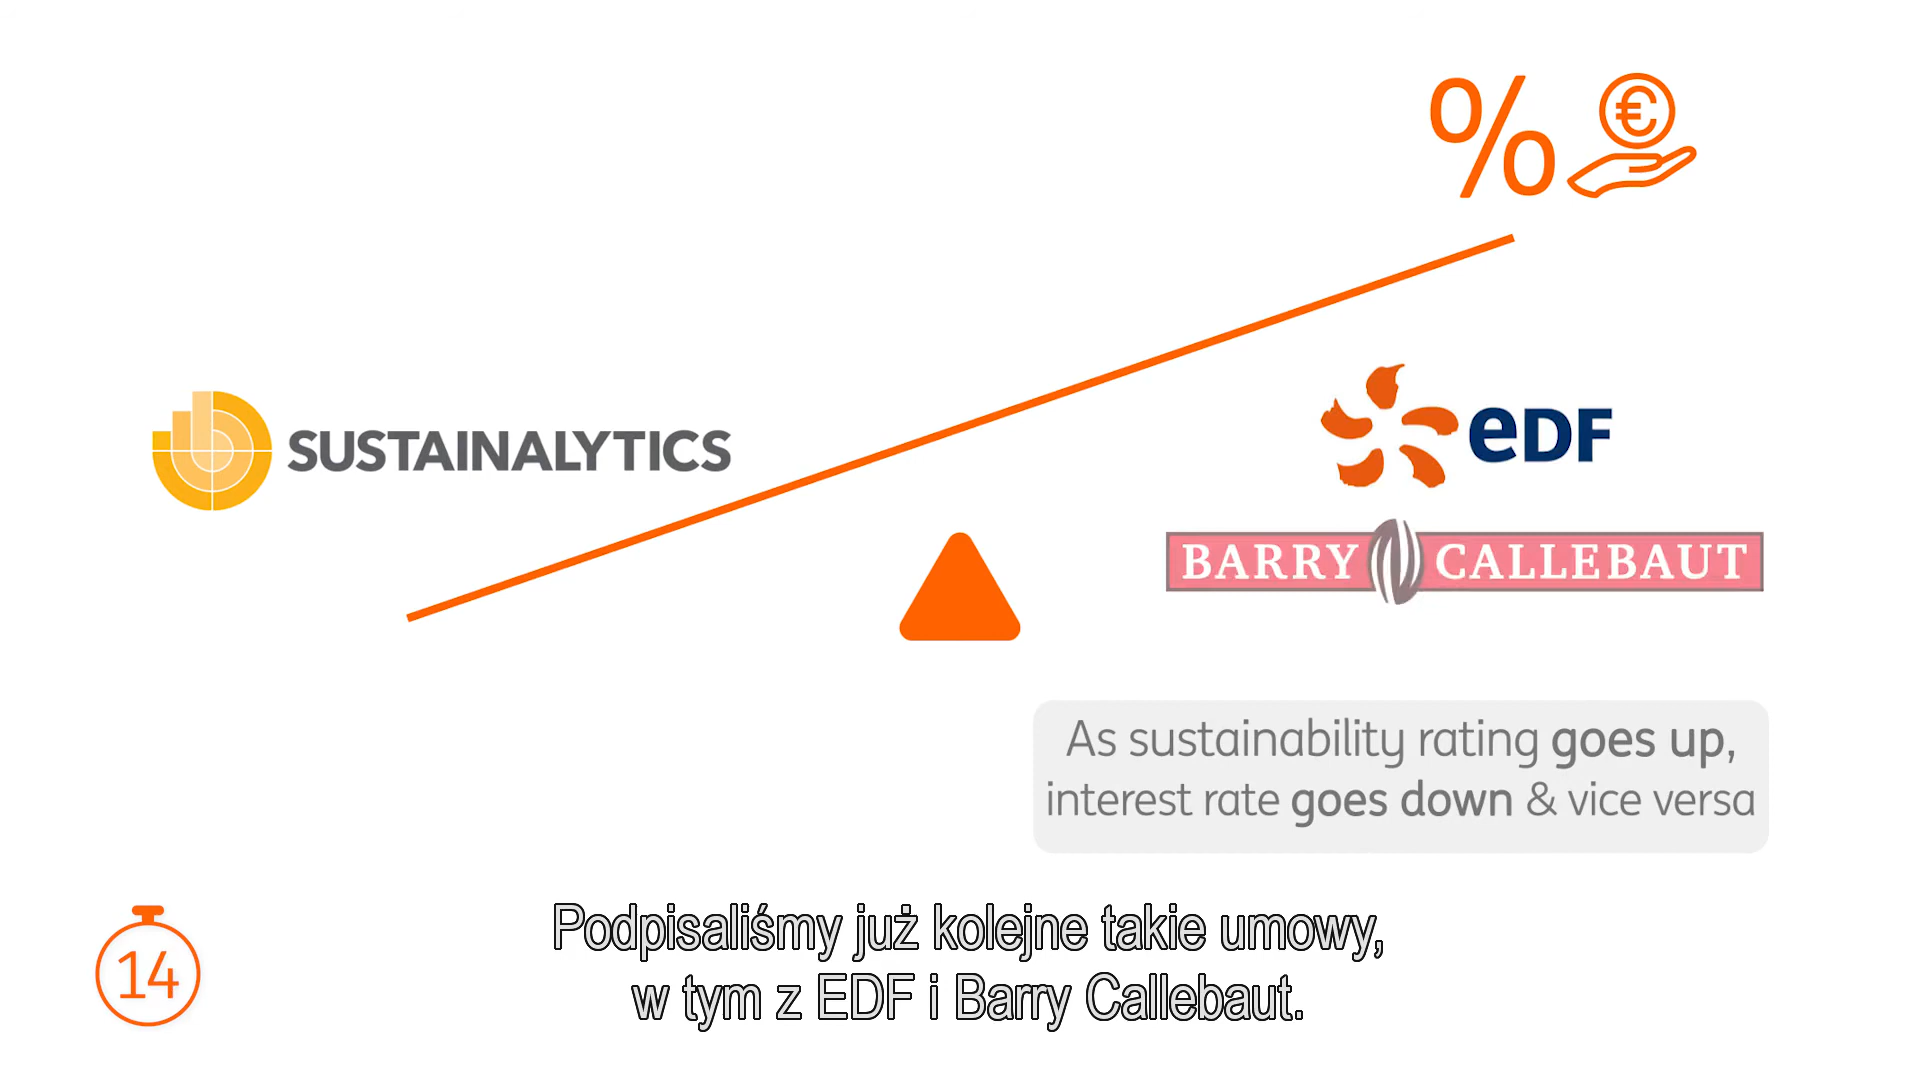 %
€
SUSTAINALYTICS
eDF
BARRY CALLEBAUT
As sustainability rating goes up,
interest rate goes down & vice versa
14
Podpisaliśmy już kolejne takie umowy,
w tym z EDF i Barry Callebaut.